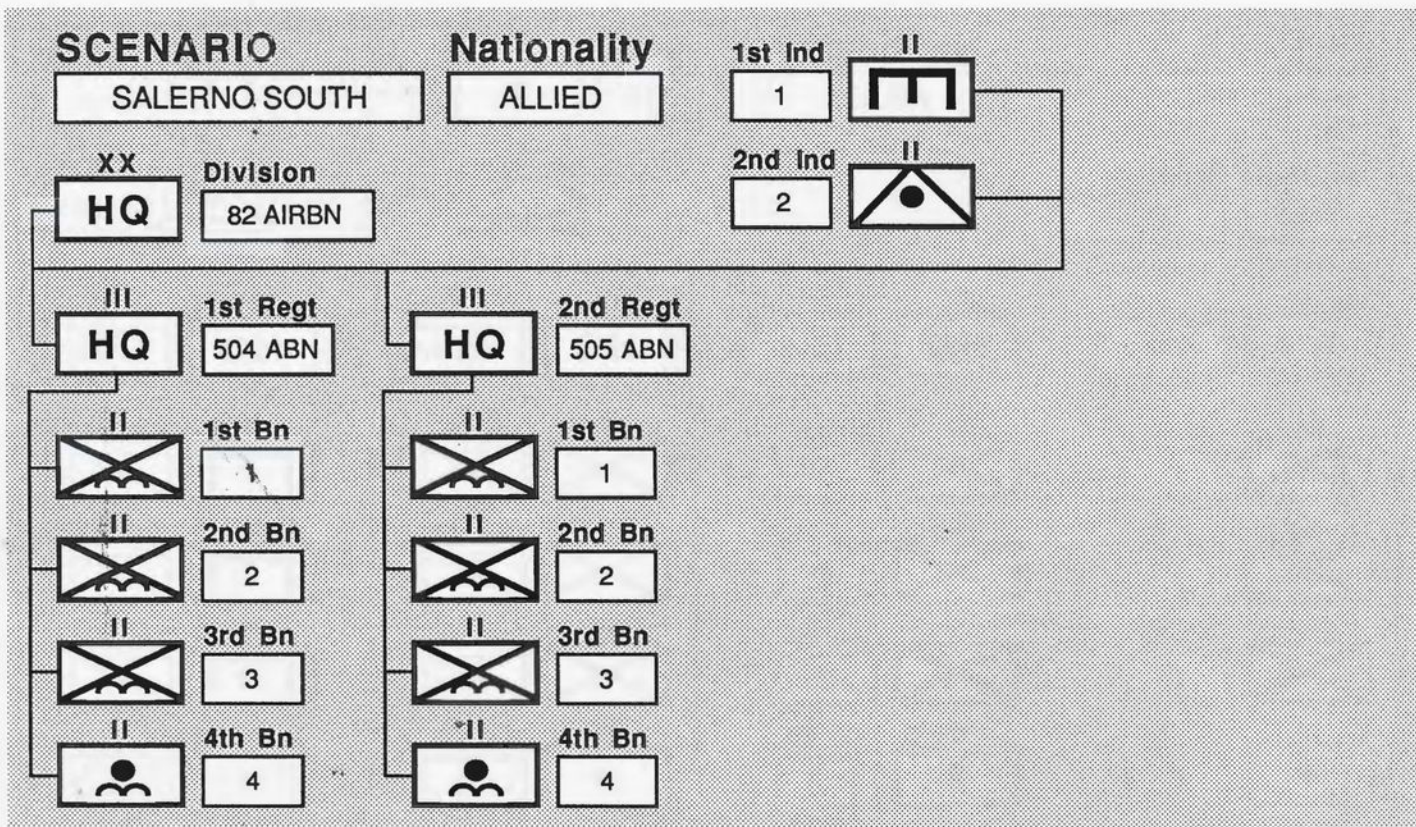 SCENARIO
SALERNO SOUTH
Nationality
ALLIED
1st Ind
1
II
2nd Ind
2
II
XX
HQ
Division
82 AIRBN
III
HQ
1st Regt
504 ABN
III
HQ
2nd Regt
505 ABN
II
1st Bn
1
II
1st Bn
1
II
2nd Bn
2
II
2nd Bn
2
II
3rd Bn
3
II
3rd Bn
3
II
4th Bn
4
II
4th Bn
4